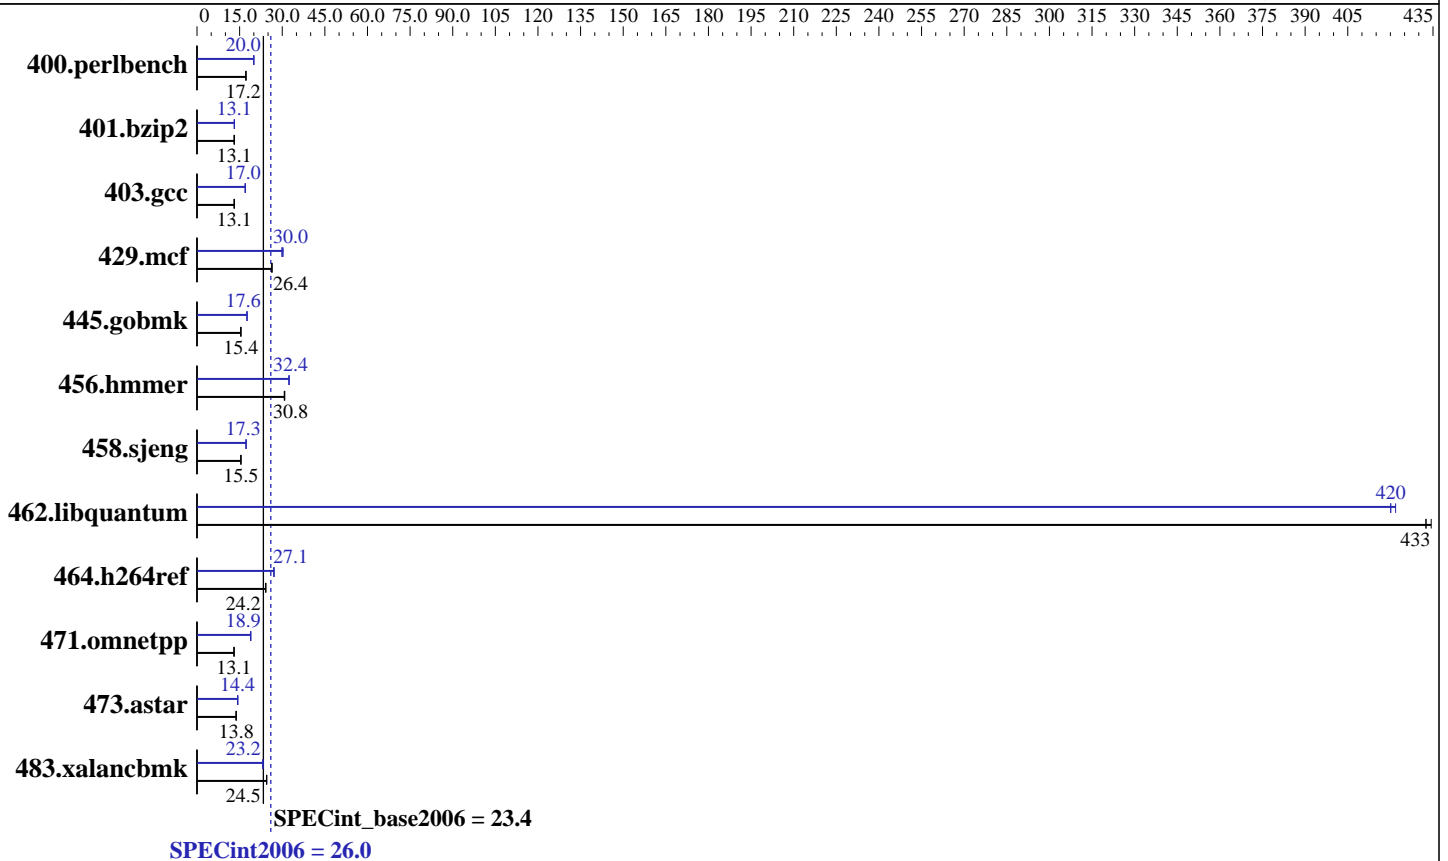 0 15.0 30.0 45.0 60.0 75.0 90.0 105 120 135 150 165 180 195 210 225 240 255 270 285 300 315 330 345 360 375 390 405 435
400.perlbench
20.0
17.2
401.bzip2
13.1
13.1
403.gcc
17.0
13.1
429.mcf
30.0
26.4
445.gobmk
17.6
15.4
456.hmmer
32.4
30.8
458.sjeng
17.3
15.5
462.libquantum
420
433
464.h264ref
27.1
24.2
471.omnetpp
18.9
13.1
473.astar
14.4
13.8
483.xalancbmk
23.2
24.5
SPECint_base2006 = 23.4
SPECint2006 = 26.0